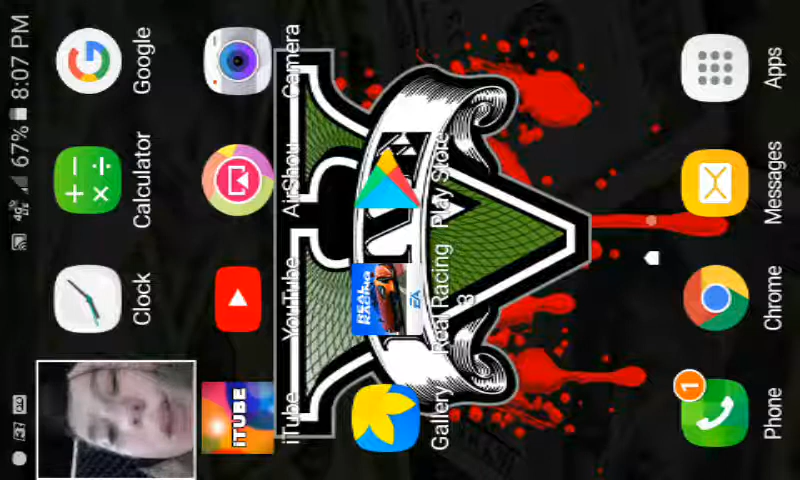 67% 8:07 PM
Clock
Calculator
Google
iTUBE
iTube
YouTube
AirShou
Camera
REAL
RACING
EA
Gallery
Real Racing
3
Play Store
1
Phone
Chrome
Messages
Apps